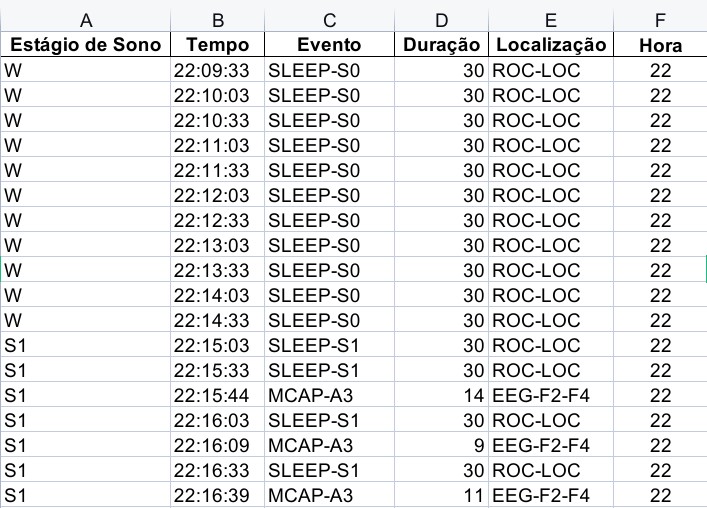 A B C D E F
Estágio de Sono Tempo Evento Duração Localização Hora
W 22:09:33 SLEEP-S0 30 ROC-LOC 22
W 22:10:03 SLEEP-S0 30 ROC-LOC 22
W 22:10:33 SLEEP-S0 30 ROC-LOC 22
W 22:11:03 SLEEP-S0 30 ROC-LOC 22
W 22:11:33 SLEEP-S0 30 ROC-LOC 22
W 22:12:03 SLEEP-S0 30 ROC-LOC 22
W 22:12:33 SLEEP-S0 30 ROC-LOC 22
W 22:13:03 SLEEP-S0 30 ROC-LOC 22
W 22:13:33 SLEEP-S0 30 ROC-LOC 22
W 22:14:03 SLEEP-S0 30 ROC-LOC 22
W 22:14:33 SLEEP-S0 30 ROC-LOC 22
S1 22:15:03 SLEEP-S1 30 ROC-LOC 22
S1 22:15:33 SLEEP-S1 30 ROC-LOC 22
S1 22:15:44 MCAP-A3 14 EEG-F2-F4 22
S1 22:16:03 SLEEP-S1 30 ROC-LOC 22
S1 22:16:09 MCAP-A3 9 EEG-F2-F4 22
S1 22:16:33 SLEEP-S1 30 ROC-LOC 22
S1 22:16:39 MCAP-A3 11 EEG-F2-F4 22